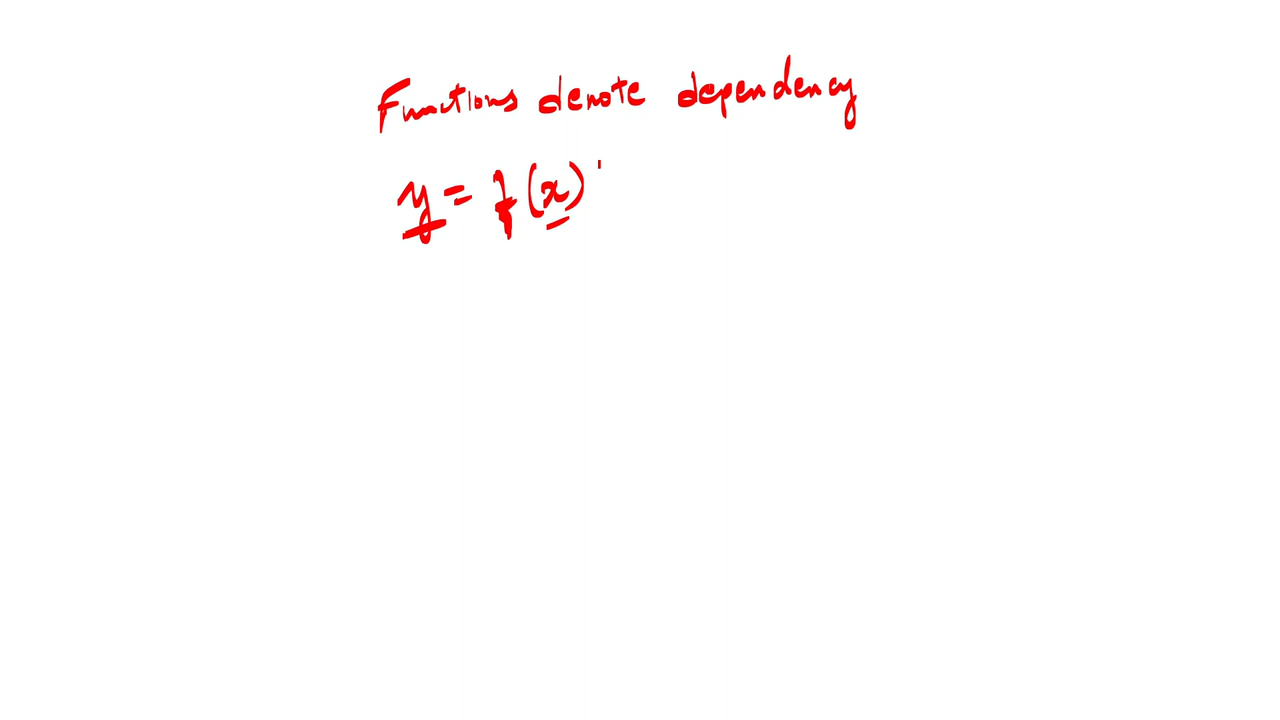 Functions denote dependency
y = f(x)